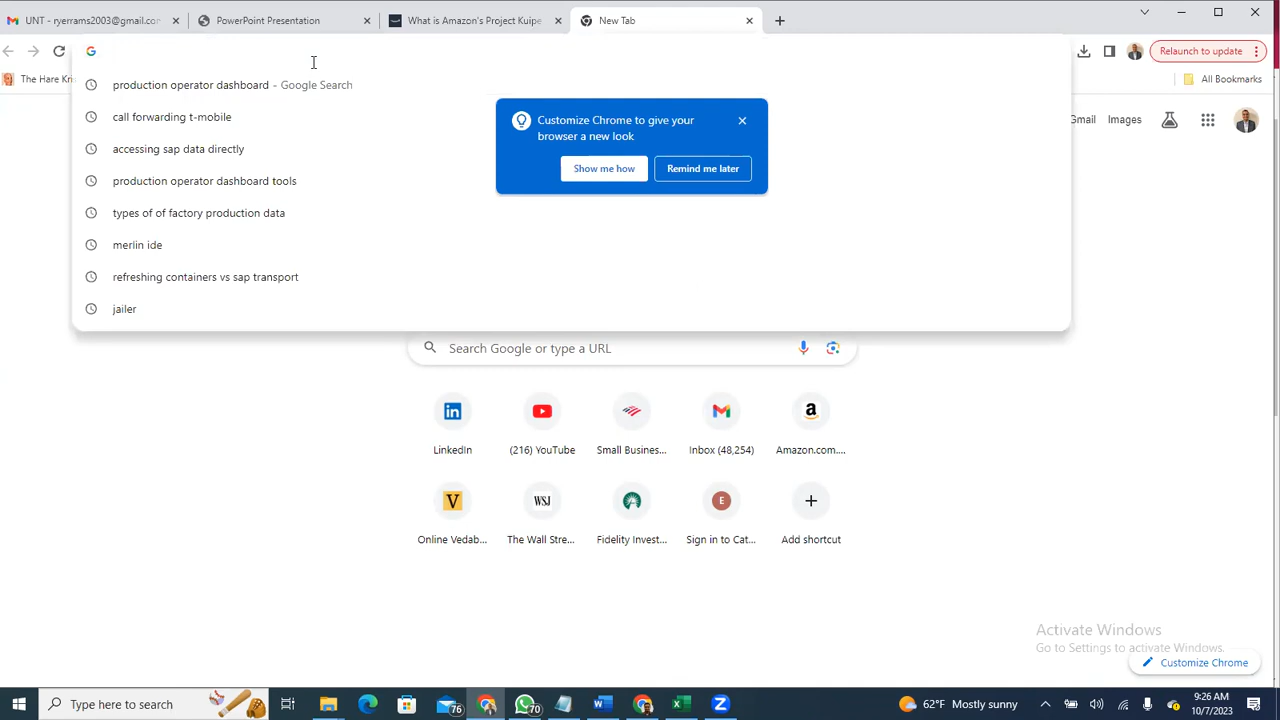 UNT - ryerrams2003@gmail.co
PowerPoint Presentation
What is Amazon's Project Kuipe
New Tab
Relaunch to update
The Hare Kris
All Bookmarks
production operator dashboard - Google Search
call forwarding t-mobile
accessing sap data directly
production operator dashboard tools
types of of factory production data
merlin ide
refreshing containers vs sap transport
jailer
Customize Chrome to give your
browser a new look
Show me how
Remind me later
Gmail
Images
Search Google or type a URL
LinkedIn
(216) YouTube
Small Business...
Inbox (48,254)
Amazon.com....
V
WSJ
E
Online Vedab...
The Wall Stre...
Fidelity Invest...
Sign in to Cat...
Add shortcut
Activate Windows
Go to Settings to activate Windows.
Customize Chrome
Type here to search
76
70
62°F Mostly sunny
9:26 AM
10/7/2023